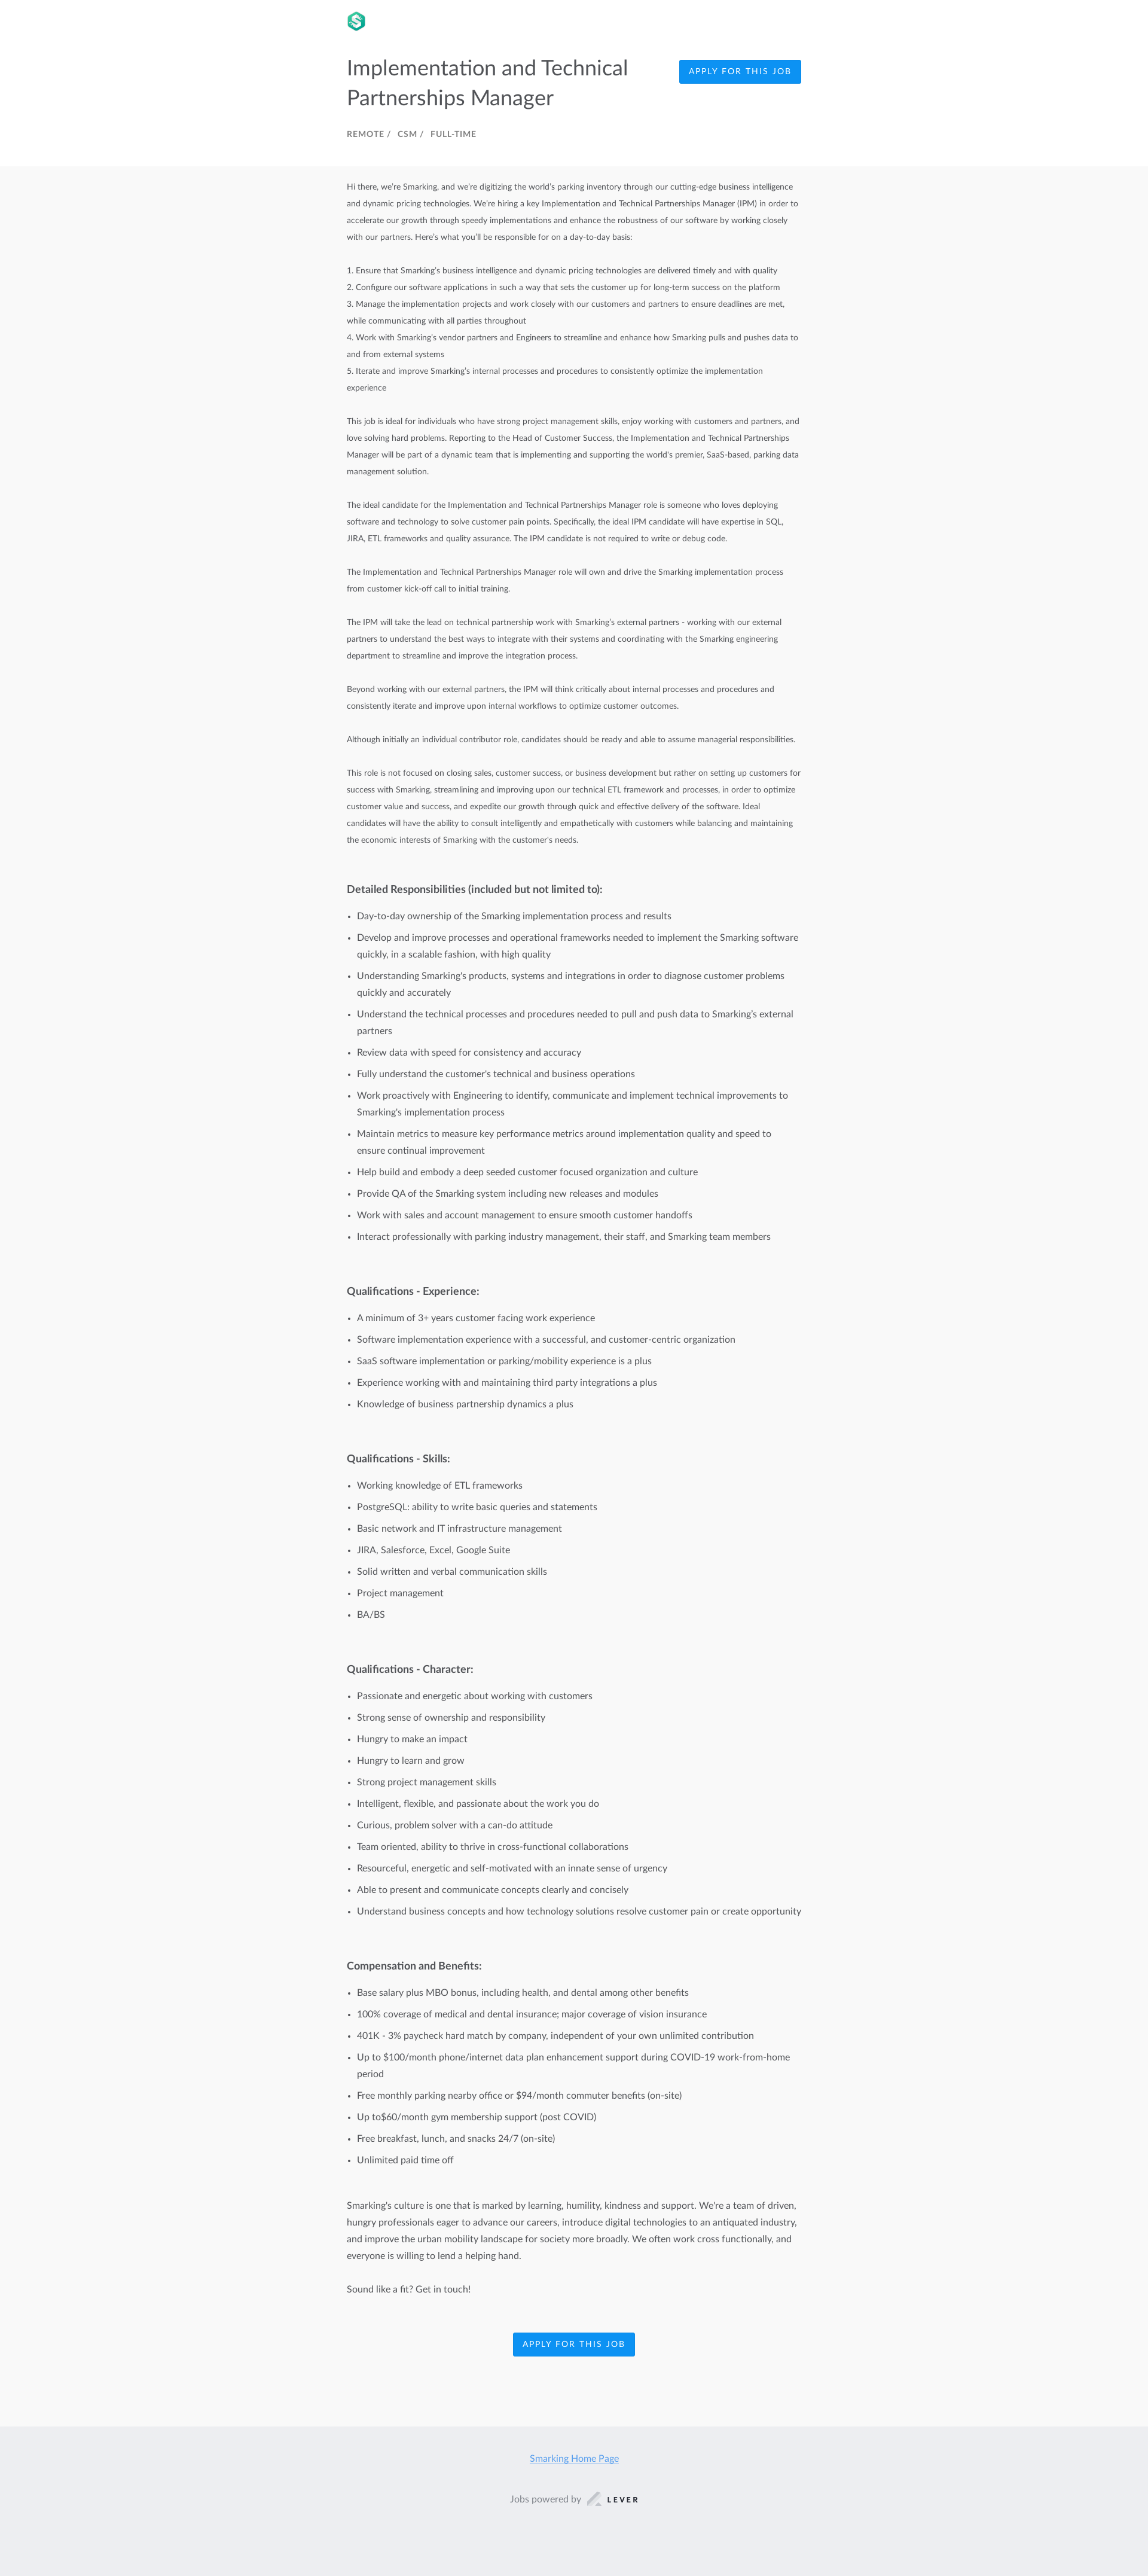 Implementation and Technical
Partnerships Manager
APPLY FOR THIS JOB
REMOTE / CSM / FULL-TIME
Hi there, we’re Smarking, and we’re digitizing the world’s parking inventory through our cutting-edge business intelligence
and dynamic pricing technologies. We’re hiring a key Implementation and Technical Partnerships Manager (IPM) in order to
accelerate our growth through speedy implementations and enhance the robustness of our software by working closely
with our partners. Here’s what you’ll be responsible for on a day-to-day basis:
1. Ensure that Smarking’s business intelligence and dynamic pricing technologies are delivered timely and with quality
2. Configure our software applications in such a way that sets the customer up for long-term success on the platform
3. Manage the implementation projects and work closely with our customers and partners to ensure deadlines are met,
while communicating with all parties throughout
4. Work with Smarking’s vendor partners and Engineers to streamline and enhance how Smarking pulls and pushes data to
and from external systems
5. Iterate and improve Smarking’s internal processes and procedures to consistently optimize the implementation
experience
This job is ideal for individuals who have strong project management skills, enjoy working with customers and partners, and
love solving hard problems. Reporting to the Head of Customer Success, the Implementation and Technical Partnerships
Manager will be part of a dynamic team that is implementing and supporting the world's premier, SaaS-based, parking data
management solution.
The ideal candidate for the Implementation and Technical Partnerships Manager role is someone who loves deploying
software and technology to solve customer pain points. Specifically, the ideal IPM candidate will have expertise in SQL,
JIRA, ETL frameworks and quality assurance. The IPM candidate is not required to write or debug code.
The Implementation and Technical Partnerships Manager role will own and drive the Smarking implementation process
from customer kick-off call to initial training.
The IPM will take the lead on technical partnership work with Smarking’s external partners - working with our external
partners to understand the best ways to integrate with their systems and coordinating with the Smarking engineering
department to streamline and improve the integration process.
Beyond working with our external partners, the IPM will think critically about internal processes and procedures and
consistently iterate and improve upon internal workflows to optimize customer outcomes.
Although initially an individual contributor role, candidates should be ready and able to assume managerial responsibilities.
This role is not focused on closing sales, customer success, or business development but rather on setting up customers for
success with Smarking, streamlining and improving upon our technical ETL framework and processes, in order to optimize
customer value and success, and expedite our growth through quick and effective delivery of the software. Ideal
candidates will have the ability to consult intelligently and empathetically with customers while balancing and maintaining
the economic interests of Smarking with the customer's needs.
Detailed Responsibilities (included but not limited to):
• Day-to-day ownership of the Smarking implementation process and results
• Develop and improve processes and operational frameworks needed to implement the Smarking software
quickly, in a scalable fashion, with high quality
• Understanding Smarking's products, systems and integrations in order to diagnose customer problems
quickly and accurately
• Understand the technical processes and procedures needed to pull and push data to Smarking’s external
partners
• Review data with speed for consistency and accuracy
• Fully understand the customer's technical and business operations
• Work proactively with Engineering to identify, communicate and implement technical improvements to
Smarking's implementation process
• Maintain metrics to measure key performance metrics around implementation quality and speed to
ensure continual improvement
• Help build and embody a deep seeded customer focused organization and culture
• Provide QA of the Smarking system including new releases and modules
• Work with sales and account management to ensure smooth customer handoffs
• Interact professionally with parking industry management, their staff, and Smarking team members
Qualifications - Experience:
• A minimum of 3+ years customer facing work experience
• Software implementation experience with a successful, and customer-centric organization
• SaaS software implementation or parking/mobility experience is a plus
• Experience working with and maintaining third party integrations a plus
• Knowledge of business partnership dynamics a plus
Qualifications - Skills:
• Working knowledge of ETL frameworks
• PostgreSQL: ability to write basic queries and statements
• Basic network and IT infrastructure management
• JIRA, Salesforce, Excel, Google Suite
• Solid written and verbal communication skills
• Project management
• BA/BS
Qualifications - Character:
• Passionate and energetic about working with customers
• Strong sense of ownership and responsibility
• Hungry to make an impact
• Hungry to learn and grow
• Strong project management skills
• Intelligent, flexible, and passionate about the work you do
• Curious, problem solver with a can-do attitude
• Team oriented, ability to thrive in cross-functional collaborations
• Resourceful, energetic and self-motivated with an innate sense of urgency
• Able to present and communicate concepts clearly and concisely
• Understand business concepts and how technology solutions resolve customer pain or create opportunity
Compensation and Benefits:
• Base salary plus MBO bonus, including health, and dental among other benefits
• 100% coverage of medical and dental insurance; major coverage of vision insurance
• 401K - 3% paycheck hard match by company, independent of your own unlimited contribution
• Up to $100/month phone/internet data plan enhancement support during COVID-19 work-from-home
period
• Free monthly parking nearby office or $94/month commuter benefits (on-site)
• Up to$60/month gym membership support (post COVID)
• Free breakfast, lunch, and snacks 24/7 (on-site)
• Unlimited paid time off
Smarking's culture is one that is marked by learning, humility, kindness and support. We're a team of driven,
hungry professionals eager to advance our careers, introduce digital technologies to an antiquated industry,
and improve the urban mobility landscape for society more broadly. We often work cross functionally, and
everyone is willing to lend a helping hand.
Sound like a fit? Get in touch!
APPLY FOR THIS JOB
Smarking Home Page
Jobs powered by LEVER